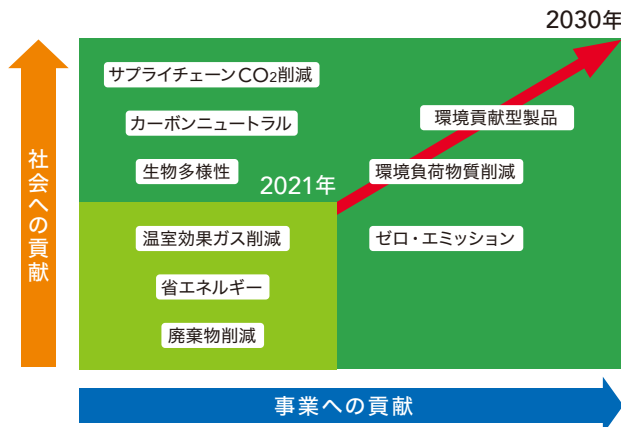 2030年
サプライチェーンCO2削減
環境貢献型製品
カーボンニュートラル
生物多様性
環境負荷物質削減
2021年
温室効果ガス削減
ゼロ・エミッション
省エネルギー
廃棄物削減
社会への貢献
事業への貢献